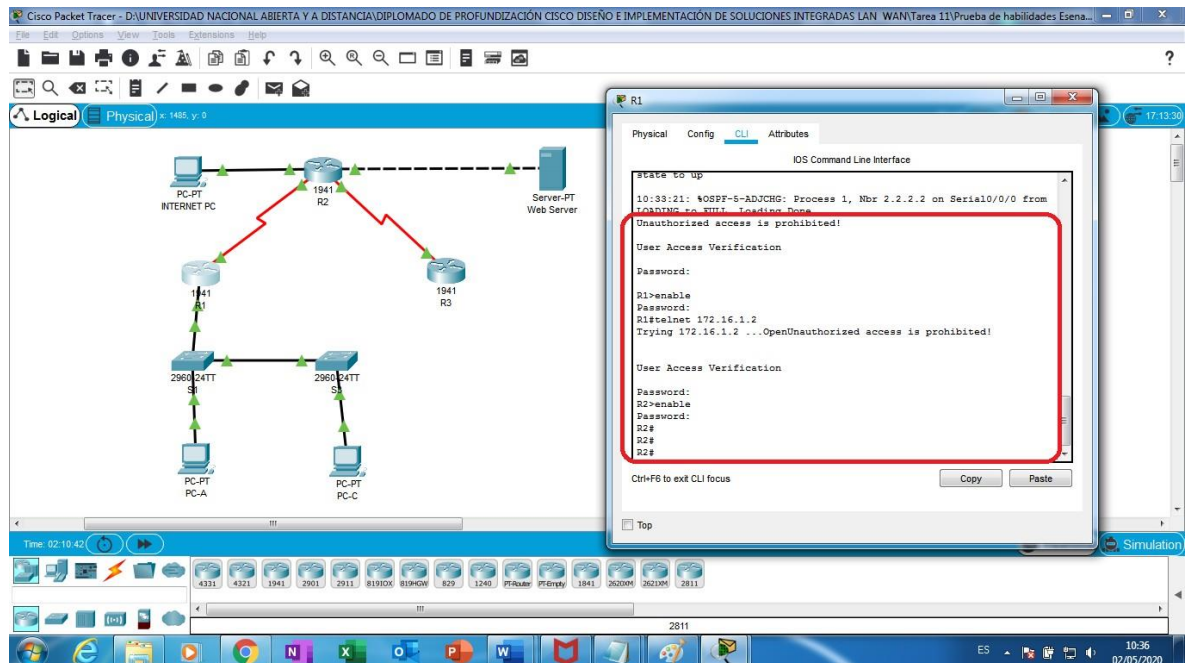 Cisco Packet Tracer - D:\UNIVERSIDAD NACIONAL ABIERTA Y A DISTANCIA\DIPLOMADO DE PROFUNDIZACIÓN CISCO DISEÑO E IMPLEMENTACIÓN DE SOLUCIONES INTEGRADAS LAN WAN\Tarea 11\Prueba de habilidades Esena...
File Edit Options View Tools Extensions Help
Logical Physical x: 1485, y: 0
17:13:30
PC-PT
INTERNET PC
1941
R2
Server-PT
Web Server
1941
R1
1941
R3
2960-24TT
S1
2960-24TT
PC-PT
PC-A
PC-PT
PC-C
R1
Physical Config CLI Attributes
IOS Command Line Interface
state to up
10:33:21: %OSPF-5-ADJCHG: Process 1, Nbr 2.2.2.2 on Serial0/0/0 from
LOADING to FULL, Loading Done
Unauthorized access is prohibited!
User Access Verification
Password:
R1>enable
Password:
R1#telnet 172.16.1.2
Trying 172.16.1.2 ...OpenUnauthorized access is prohibited!
User Access Verification
Password:
R2>enable
Password:
R2#
R2#
R2#
Ctrl+F6 to exit CLI focus
Copy Paste
Top
Time: 02:10:42
Simulation
4331 4321 1941 2901 2911 819IOX 819HGW 829 1240 PT-Router PT-Empty 1841 2620XM 2621XM 2811
2811
ES
10:36
02/05/2020